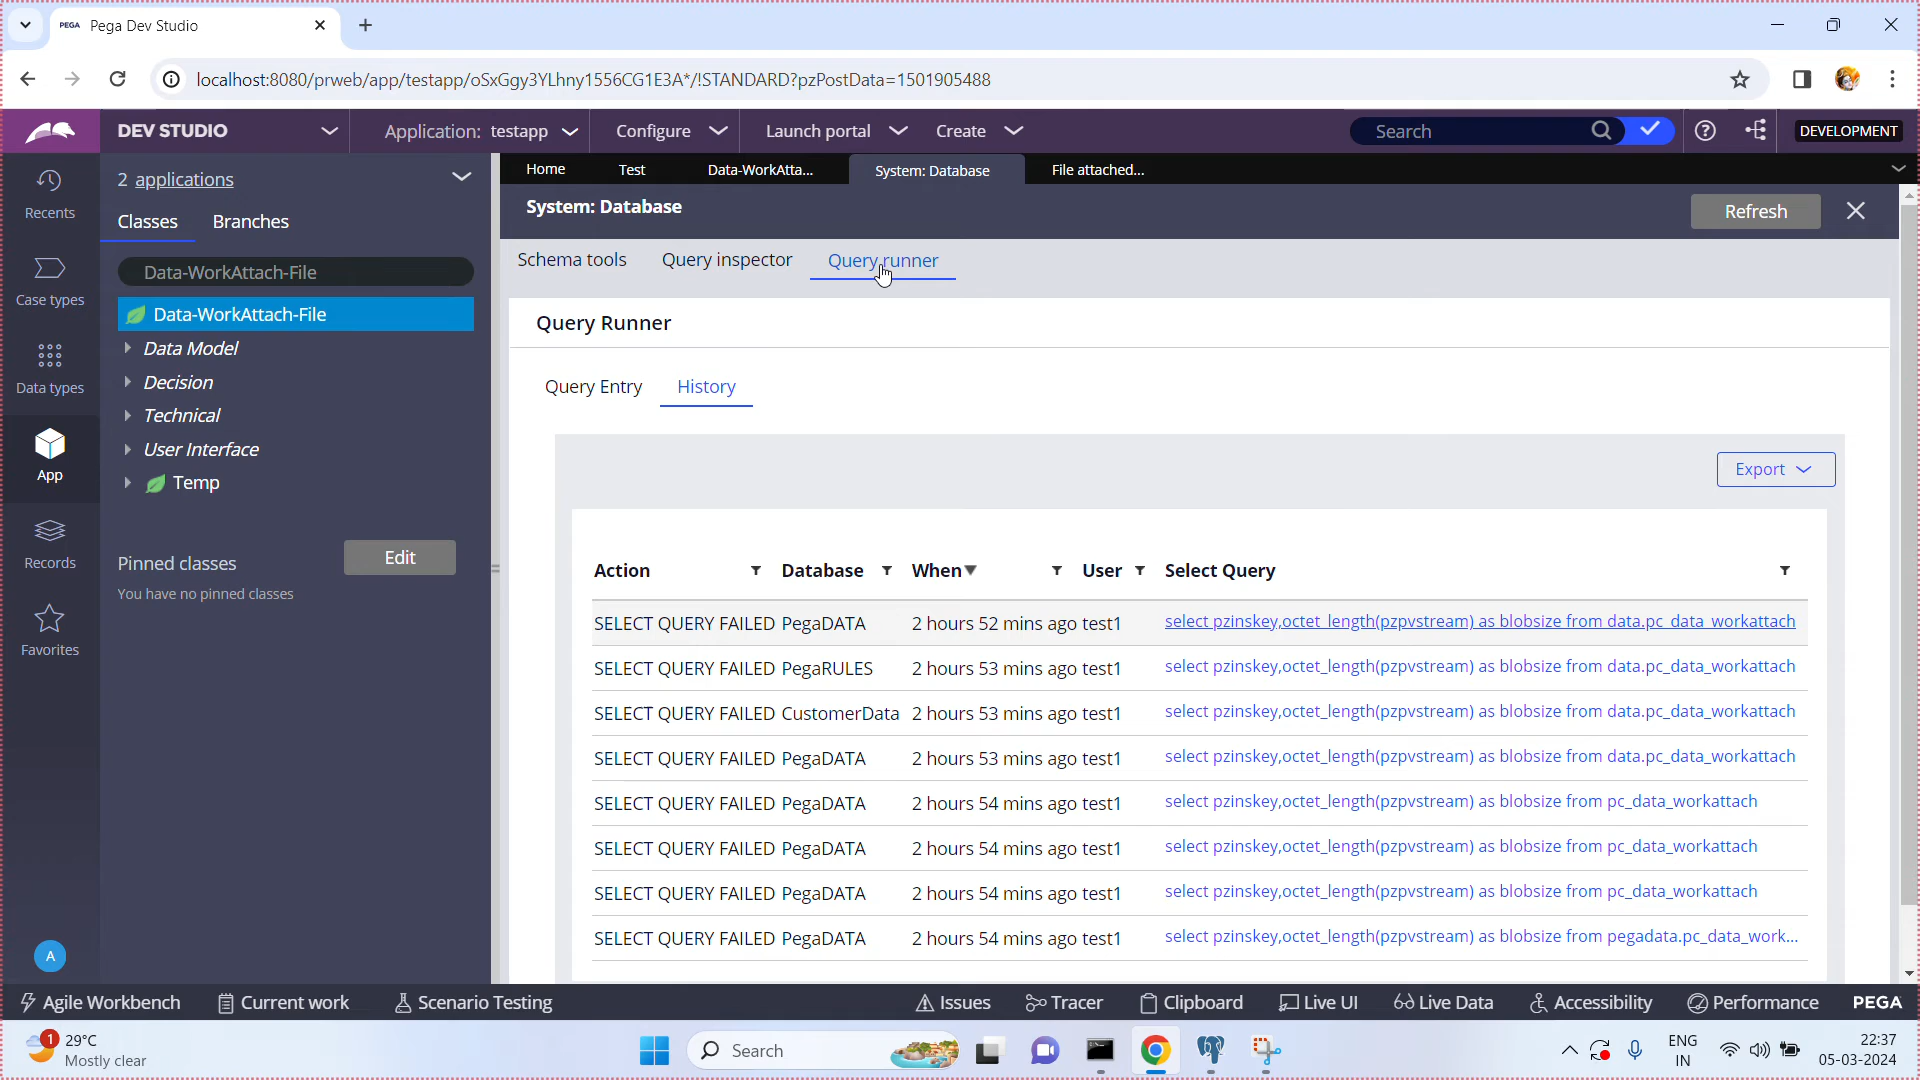 PEGA Pega Dev Studio
localhost:8080/prweb/app/testapp/oSxGgy3YLhny1556CG1E3A*/!STANDARD?pzPostData=1501905488
DEV STUDIO
Application: testapp
Configure
Launch portal
Create
Search
DEVELOPMENT
Recents
Case types
Data types
App
Records
Favorites
A
2 applications
Classes Branches
Data-WorkAttach-File
Data-WorkAttach-File
Data Model
Decision
Technical
User Interface
Temp
Pinned classes Edit
You have no pinned classes
Home Test Data-WorkAtta... System: Database File attached...
System: Database Refresh
Schema tools Query inspector Query runner
Query Runner
Query Entry History
Export
Action Database When User Select Query
SELECT QUERY FAILED PegaDATA 2 hours 52 mins ago test1 select pzinskey,octet_length(pzpvstream) as blobsize from data.pc_data_workattach
SELECT QUERY FAILED PegaRULES 2 hours 53 mins ago test1 select pzinskey,octet_length(pzpvstream) as blobsize from data.pc_data_workattach
SELECT QUERY FAILED CustomerData 2 hours 53 mins ago test1 select pzinskey,octet_length(pzpvstream) as blobsize from data.pc_data_workattach
SELECT QUERY FAILED PegaDATA 2 hours 53 mins ago test1 select pzinskey,octet_length(pzpvstream) as blobsize from data.pc_data_workattach
SELECT QUERY FAILED PegaDATA 2 hours 54 mins ago test1 select pzinskey,octet_length(pzpvstream) as blobsize from pc_data_workattach
SELECT QUERY FAILED PegaDATA 2 hours 54 mins ago test1 select pzinskey,octet_length(pzpvstream) as blobsize from pc_data_workattach
SELECT QUERY FAILED PegaDATA 2 hours 54 mins ago test1 select pzinskey,octet_length(pzpvstream) as blobsize from pc_data_workattach
SELECT QUERY FAILED PegaDATA 2 hours 54 mins ago test1 select pzinskey,octet_length(pzpvstream) as blobsize from pegadata.pc_data_work...
Agile Workbench Current work Scenario Testing Issues Tracer Clipboard Live UI Live Data Accessibility Performance PEGA
1 29°C
Mostly clear
Search
ENG
IN
22:37
05-03-2024